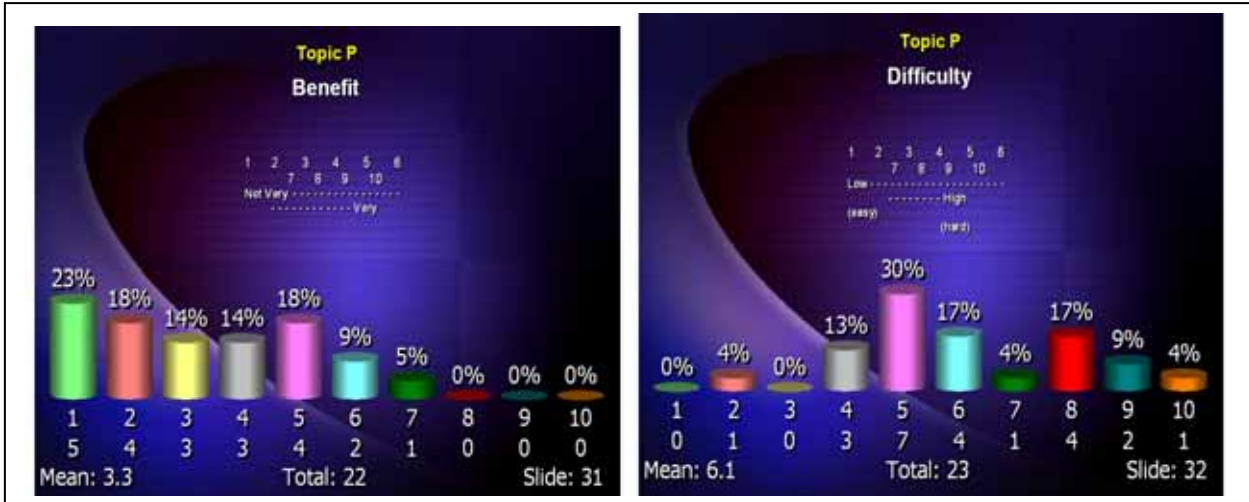 Topic P
Benefit
1 2 3 4 5 6
7 8 9 10
Not Very - - - - - - - - - - - - - -
- - - - - - - - - - - - Very
23% 18% 14% 14% 18% 9% 5% 0% 0% 0%
1 2 3 4 5 6 7 8 9 10
5 4 3 3 4 2 1 0 0 0
Mean: 3.3 Total: 22 Slide: 31
Topic P
Difficulty
1 2 3 4 5 6
7 8 9 10
Low - - - - - - - - - - - - - - - - - -
- - - - - - - - High
(easy)
(hard)
0% 4% 0% 13% 30% 17% 4% 17% 9% 4%
1 2 3 4 5 6 7 8 9 10
0 1 0 3 7 4 1 4 2 1
Mean: 6.1 Total: 23 Slide: 32